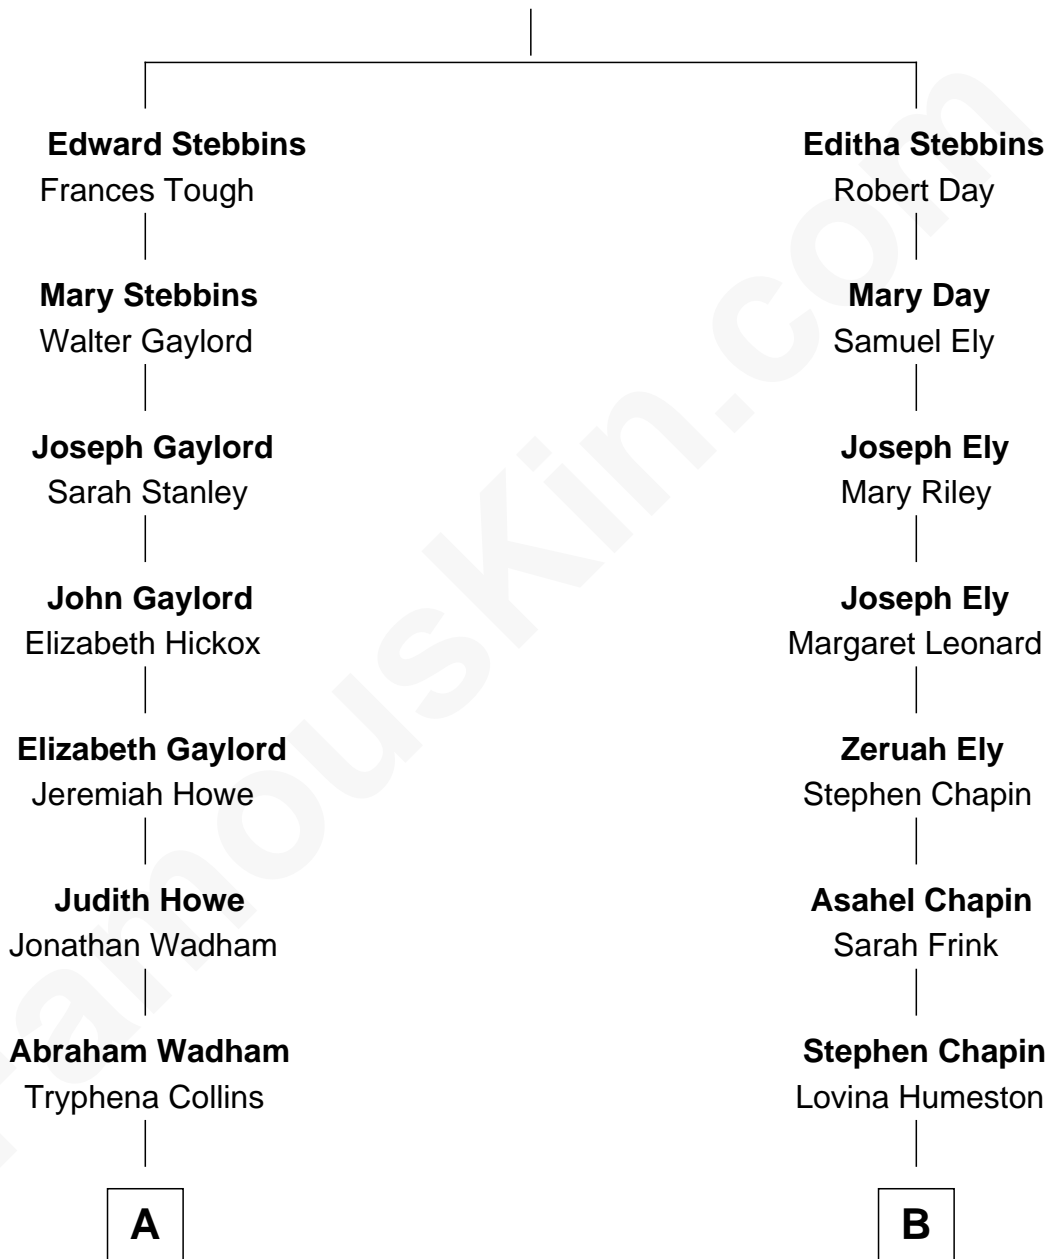 Edward Stebbins
Frances Tough
Mary Stebbins
Walter Gaylord
Joseph Gaylord
Sarah Stanley
John Gaylord
Elizabeth Hickox
Elizabeth Gaylord
Jeremiah Howe
Judith Howe
Jonathan Wadham
Abraham Wadham
Tryphena Collins
A
Editha Stebbins
Robert Day
Mary Day
Samuel Ely
Joseph Ely
Mary Riley
Joseph Ely
Margaret Leonard
Zeruah Ely
Stephen Chapin
Asahel Chapin
Sarah Frink
Stephen Chapin
Lovina Humeston
B
FamousKin.com